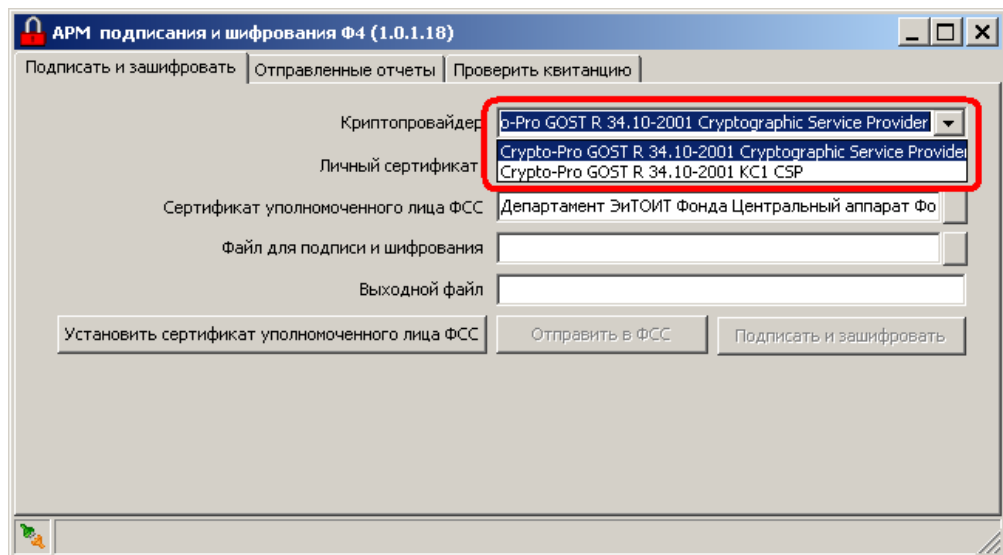 АРМ подписания и шифрования Ф4 (1.0.1.18)
Подписать и зашифровать Отправленные отчеты Проверить квитанцию
Криптопровайдер o-Pro GOST R 34.10-2001 Cryptographic Service Provider
Crypto-Pro GOST R 34.10-2001 Cryptographic Service Provider
Личный сертификат Crypto-Pro GOST R 34.10-2001 KC1 CSP
Сертификат уполномоченного лица ФСС Департамент ЭиТОИТ Фонда Центральный аппарат Фо
Файл для подписи и шифрования
Выходной файл
Установить сертификат уполномоченного лица ФСС Отправить в ФСС Подписать и зашифровать